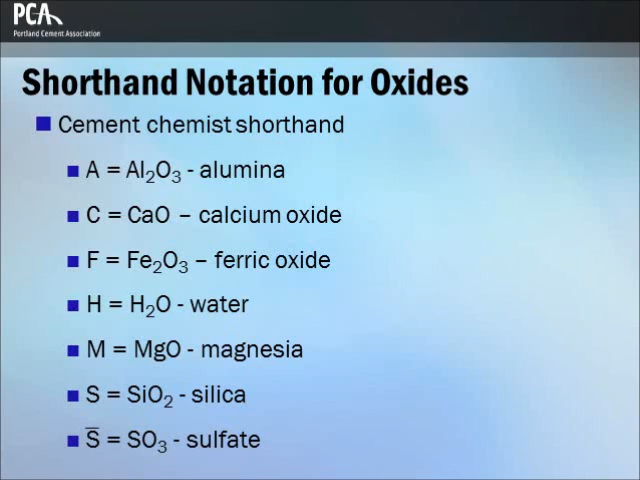 PCA
Portland Cement Association
Shorthand Notation for Oxides
Cement chemist shorthand
A = Al₂O₃ - alumina
C = CaO – calcium oxide
F = Fe₂O₃ – ferric oxide
H = H₂O - water
M = MgO - magnesia
S = SiO₂ - silica
S̅ = SO₃ - sulfate